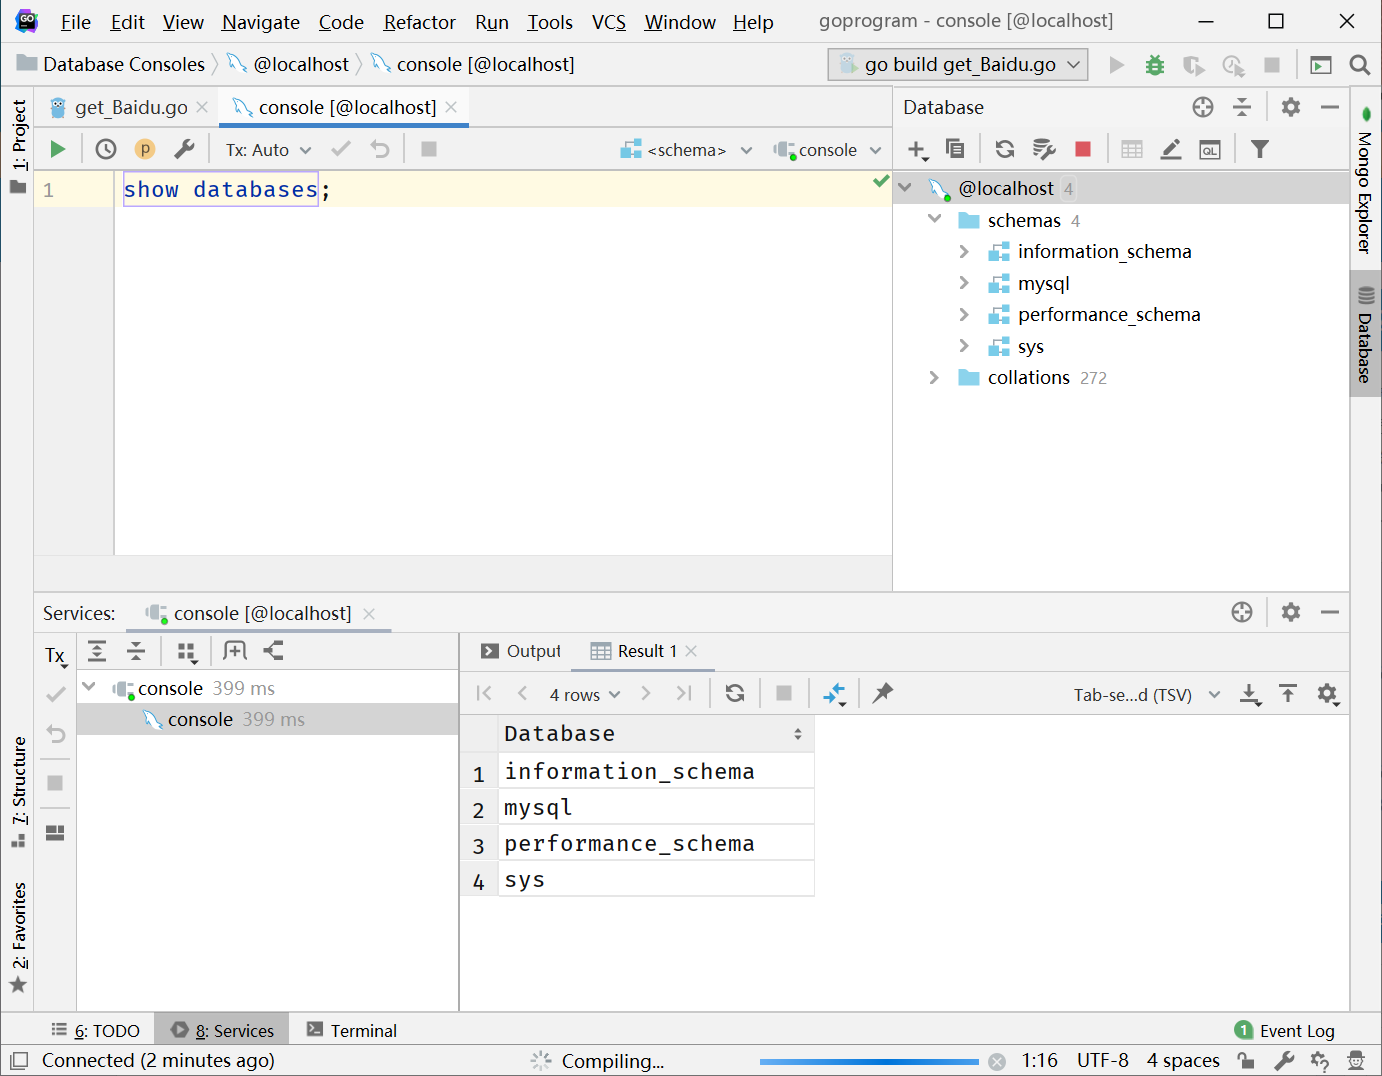 File Edit View Navigate Code Refactor Run Tools VCS Window Help goprogram - console [@localhost]
Database Consoles @localhost console [@localhost] go build get_Baidu.go
1: Project
get_Baidu.go console [@localhost]
Database
Tx: Auto <schema> console
1 show databases;
@localhost 4
schemas 4
information_schema
mysql
performance_schema
sys
collations 272
Mongo Explorer
Database
Services: console [@localhost]
Tx
Output Result 1
console 399 ms
console 399 ms
4 rows Tab-se...d (TSV)
Database
1 information_schema
2 mysql
3 performance_schema
4 sys
7: Structure
2: Favorites
6: TODO 8: Services Terminal 1 Event Log
Connected (2 minutes ago) Compiling... 1:16 UTF-8 4 spaces